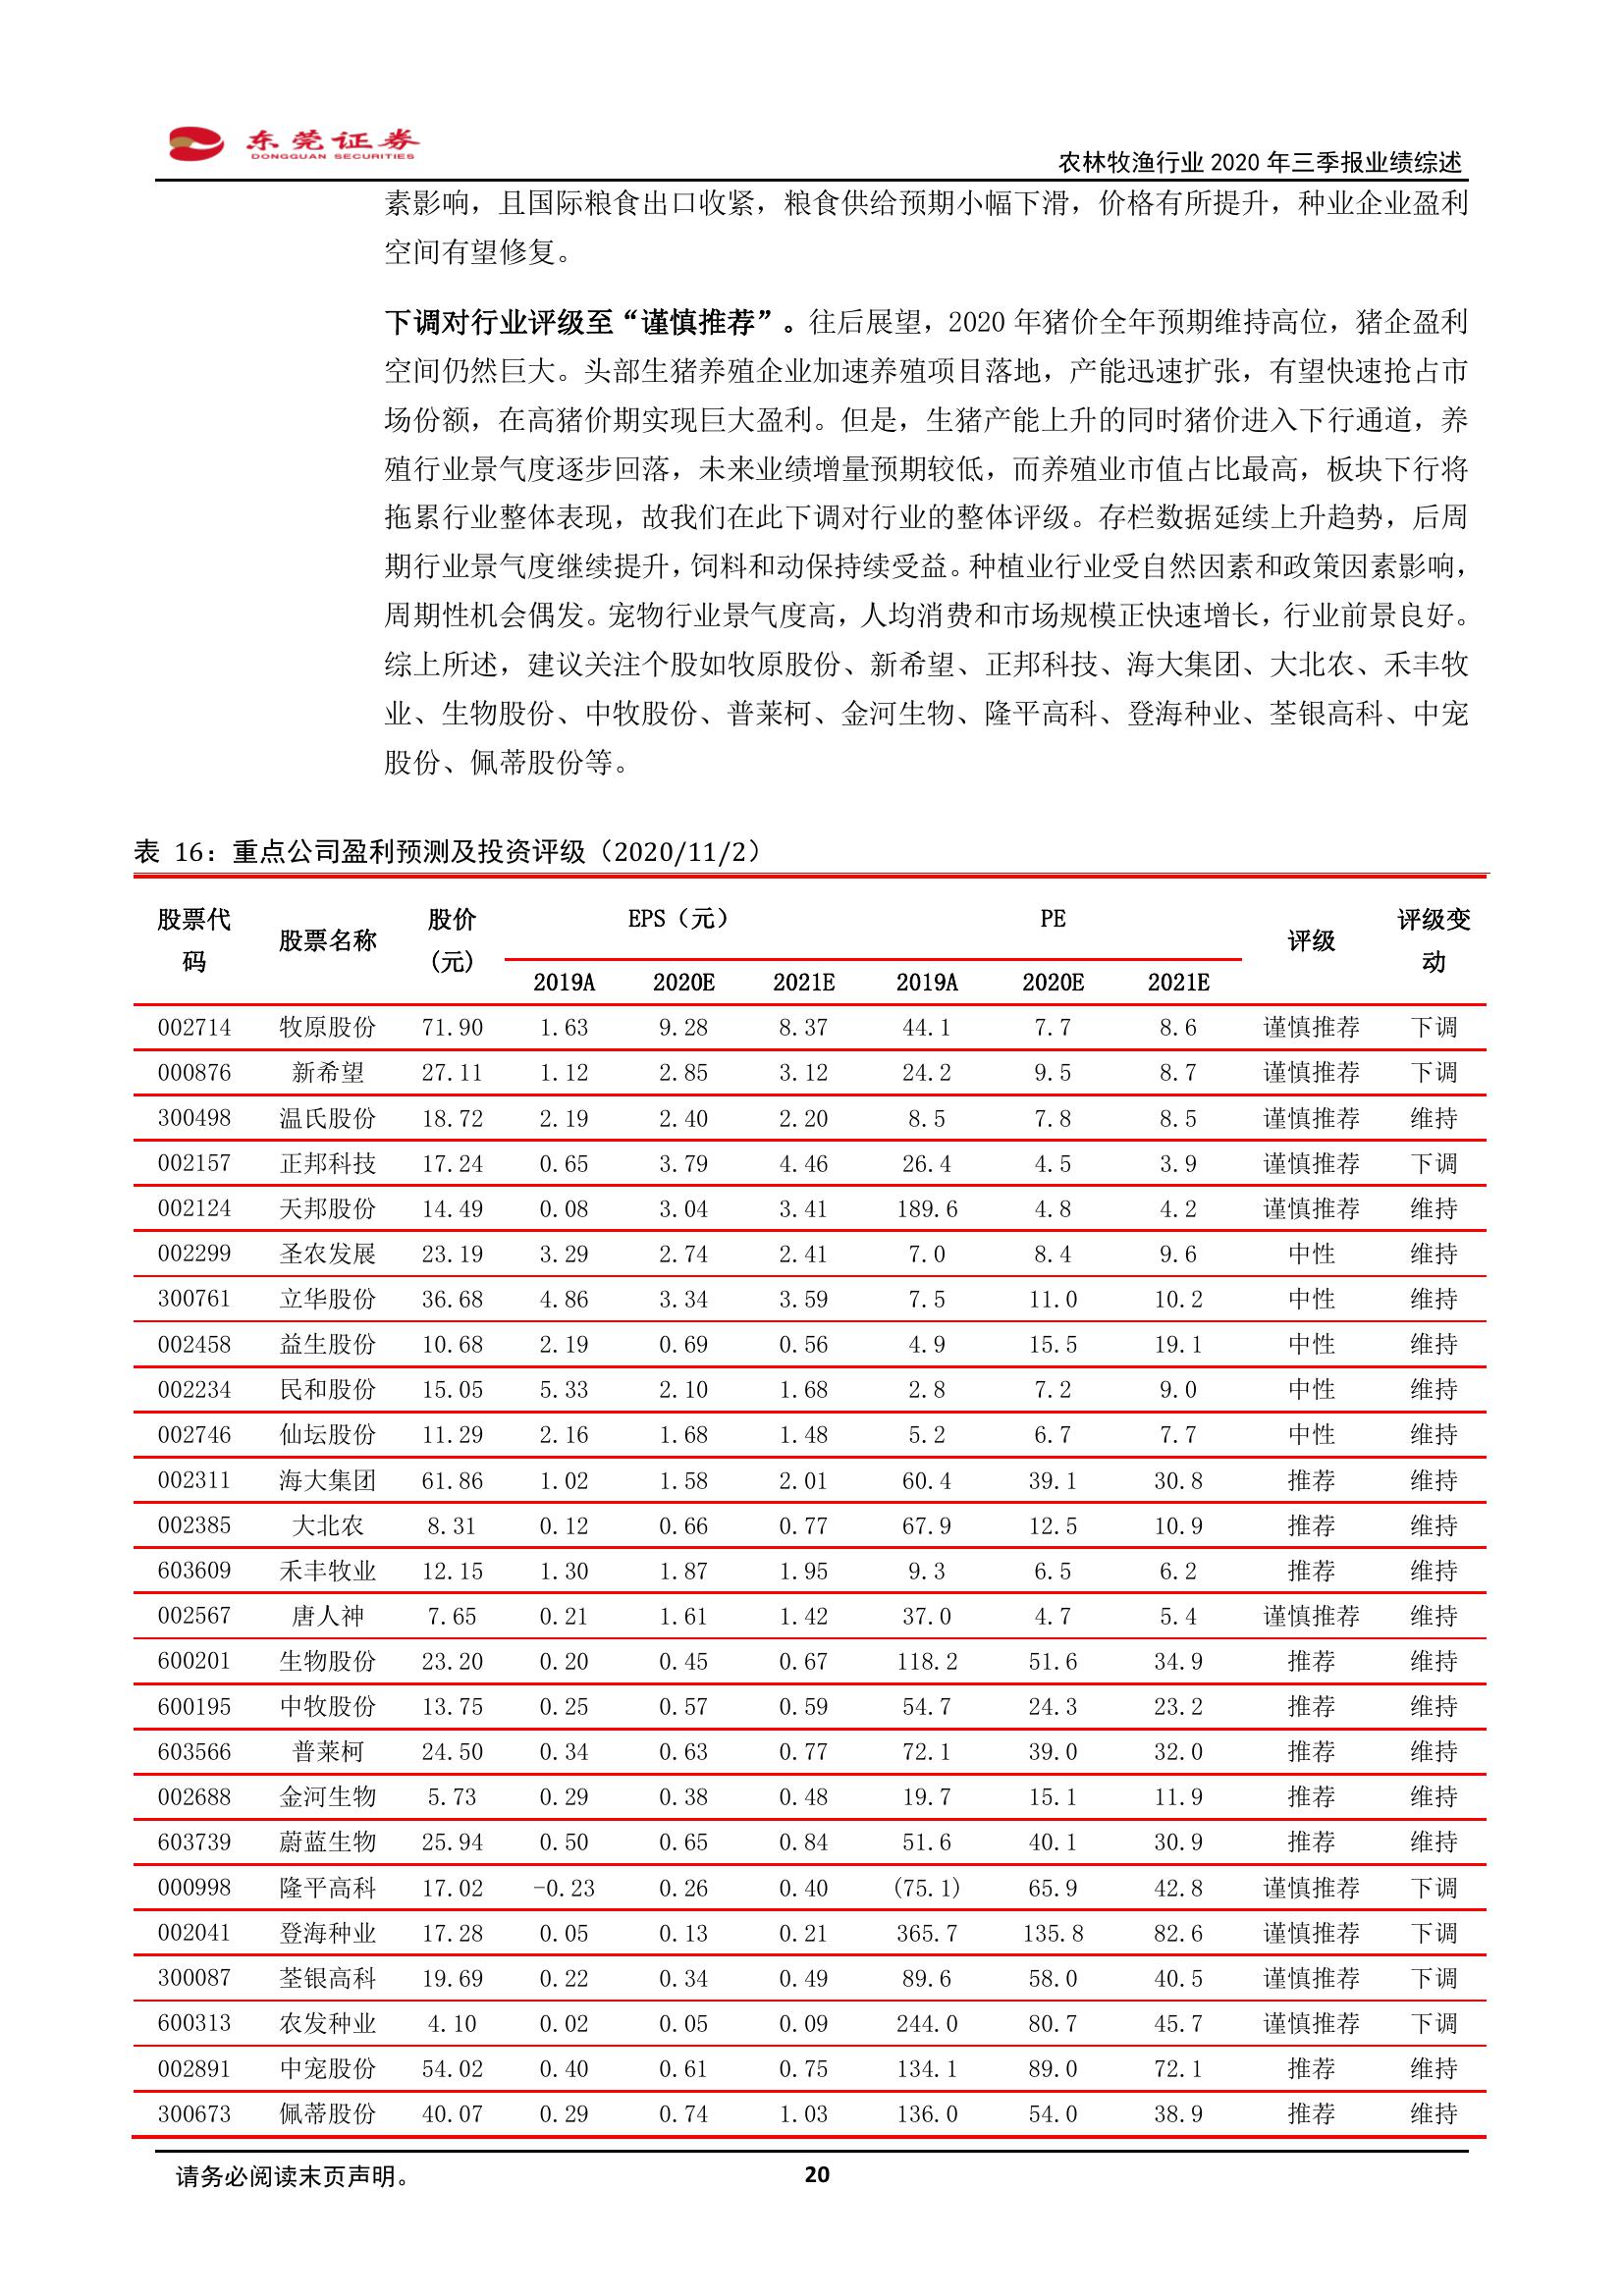 东莞证券
DONGGUAN SECURITIES
农林牧渔行业 2020 年三季报业绩综述
素影响，且国际粮食出口收紧，粮食供给预期小幅下滑，价格有所提升，种业企业盈利
空间有望修复。
下调对行业评级至“谨慎推荐”。往后展望，2020 年猪价全年预期维持高位，猪企盈利
空间仍然巨大。头部生猪养殖企业加速养殖项目落地，产能迅速扩张，有望快速抢占市
场份额，在高猪价期实现巨大盈利。但是，生猪产能上升的同时猪价进入下行通道，养
殖行业景气度逐步回落，未来业绩增量预期较低，而养殖业市值占比最高，板块下行将
拖累行业整体表现，故我们在此下调对行业的整体评级。存栏数据延续上升趋势，后周
期行业景气度继续提升，饲料和动保持续受益。种植业行业受自然因素和政策因素影响，
周期性机会偶发。宠物行业景气度高，人均消费和市场规模正快速增长，行业前景良好。
综上所述，建议关注个股如牧原股份、新希望、正邦科技、海大集团、大北农、禾丰牧
业、生物股份、中牧股份、普莱柯、金河生物、隆平高科、登海种业、荃银高科、中宠
股份、佩蒂股份等。
表 16：重点公司盈利预测及投资评级（2020/11/2）
股票代码 股票名称 股价(元) EPS（元） PE 评级 评级变动
2019A 2020E 2021E 2019A 2020E 2021E
002714 牧原股份 71.90 1.63 9.28 8.37 44.1 7.7 8.6 谨慎推荐 下调
000876 新希望 27.11 1.12 2.85 3.12 24.2 9.5 8.7 谨慎推荐 下调
300498 温氏股份 18.72 2.19 2.40 2.20 8.5 7.8 8.5 谨慎推荐 维持
002157 正邦科技 17.24 0.65 3.79 4.46 26.4 4.5 3.9 谨慎推荐 下调
002124 天邦股份 14.49 0.08 3.04 3.41 189.6 4.8 4.2 谨慎推荐 维持
002299 圣农发展 23.19 3.29 2.74 2.41 7.0 8.4 9.6 中性 维持
300761 立华股份 36.68 4.86 3.34 3.59 7.5 11.0 10.2 中性 维持
002458 益生股份 10.68 2.19 0.69 0.56 4.9 15.5 19.1 中性 维持
002234 民和股份 15.05 5.33 2.10 1.68 2.8 7.2 9.0 中性 维持
002746 仙坛股份 11.29 2.16 1.68 1.48 5.2 6.7 7.7 中性 维持
002311 海大集团 61.86 1.02 1.58 2.01 60.4 39.1 30.8 推荐 维持
002385 大北农 8.31 0.12 0.66 0.77 67.9 12.5 10.9 推荐 维持
603609 禾丰牧业 12.15 1.30 1.87 1.95 9.3 6.5 6.2 推荐 维持
002567 唐人神 7.65 0.21 1.61 1.42 37.0 4.7 5.4 谨慎推荐 维持
600201 生物股份 23.20 0.20 0.45 0.67 118.2 51.6 34.9 推荐 维持
600195 中牧股份 13.75 0.25 0.57 0.59 54.7 24.3 23.2 推荐 维持
603566 普莱柯 24.50 0.34 0.63 0.77 72.1 39.0 32.0 推荐 维持
002688 金河生物 5.73 0.29 0.38 0.48 19.7 15.1 11.9 推荐 维持
603739 蔚蓝生物 25.94 0.50 0.65 0.84 51.6 40.1 30.9 推荐 维持
000998 隆平高科 17.02 -0.23 0.26 0.40 (75.1) 65.9 42.8 谨慎推荐 下调
002041 登海种业 17.28 0.05 0.13 0.21 365.7 135.8 82.6 谨慎推荐 下调
300087 荃银高科 19.69 0.22 0.34 0.49 89.6 58.0 40.5 谨慎推荐 下调
600313 农发种业 4.10 0.02 0.05 0.09 244.0 80.7 45.7 谨慎推荐 下调
002891 中宠股份 54.02 0.40 0.61 0.75 134.1 89.0 72.1 推荐 维持
300673 佩蒂股份 40.07 0.29 0.74 1.03 136.0 54.0 38.9 推荐 维持
请务必阅读末页声明。 20